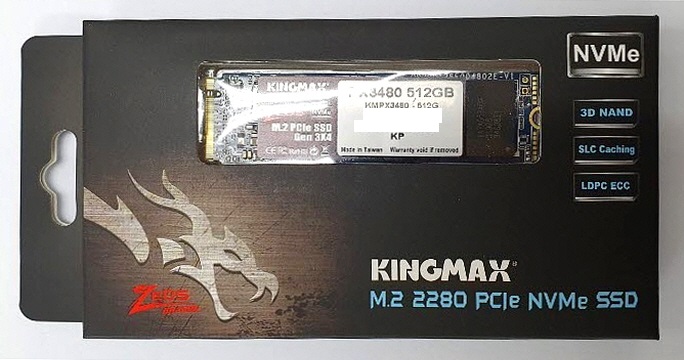 NVMe
KINGMAX
M.2 PCIe SSD
Gen 3X4
PX3480 512GB
KMPX3480 - 512G
KP
Made in Taiwan Warranty void if removed
3D NAND
SLC Caching
LDPC ECC
Zeus
KINGMAX®
M.2 2280 PCIe NVMe SSD